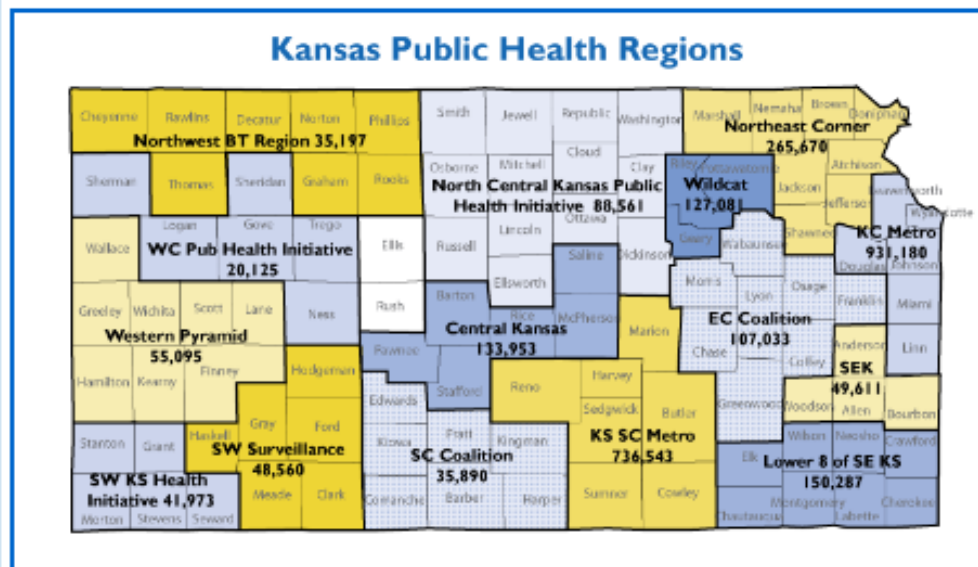 Kansas Public Health Regions
Cheyenne Rawlins Decatur Norton Phillips
Northwest BT Region 35,197
Sherman Thomas Sheridan Graham Rooks
Smith Jewell Republic Washington
Osborne Mitchell Cloud Clay
North Central Kansas Public
Health Initiative 88,561
Ottawa
Lincoln
Russell
Ellsworth
Dickinson
Marshall Nemaha Brown Doniphan
Northeast Corner
265,670
Atchison
Jackson
Jefferson
Shawnee
Riley Pottawatomie
Wildcat
127,081
Geary
Leavenworth
Wyandotte
KC Metro
931,180
Douglas Johnson
Miami
Linn
Wallace
Logan Gove Trego
WC Pub Health Initiative
20,125
Ness
Ellis
Rush
Greeley Wichita Scott Lane
Western Pyramid
55,095
Hamilton Kearny Finney
Saline
Barton Rice McPherson
Central Kansas
133,953
Pawnee
Stafford
Wabaunsee
Morris Lyon Osage Franklin
EC Coalition
107,033
Chase Coffey
Greenwood
Anderson
SEK
49,611
Woodson Allen Bourbon
Hodgeman
Gray Ford
Haskell
SW Surveillance
48,560
Meade Clark
Stanton Grant
SW KS Health
Initiative 41,973
Morton Stevens Seward
Edwards
Kiowa Pratt Kingman
SC Coalition
35,890
Comanche Barber Harper
Marion
Reno Harvey
Sedgwick Butler
KS SC Metro
736,543
Sumner Cowley
Wilson Neosho Crawford
Elk
Lower 8 of SE KS
150,287
Montgomery Cherokee
Chautauqua Labette